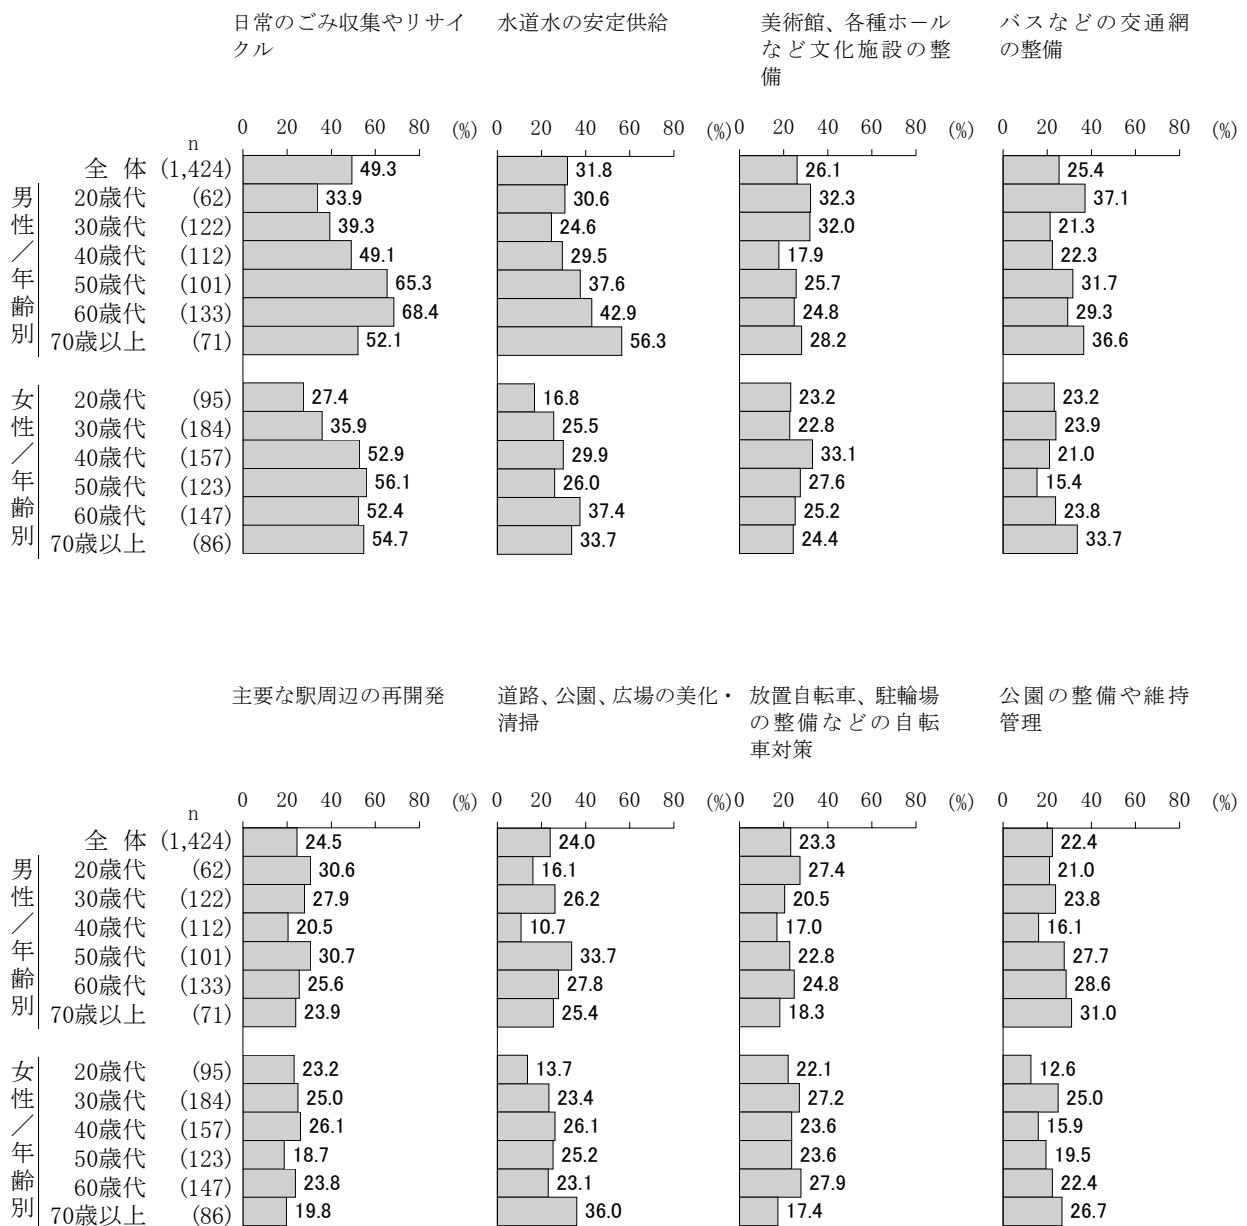 日常のごみ収集やリサイクル
水道水の安定供給
美術館、各種ホールなど文化施設の整備
バスなどの交通網の整備
0 20 40 60 80 (%) 0 20 40 60 80 (%) 0 20 40 60 80 (%) 0 20 40 60 80 (%)
n
全 体 (1,424) 49.3 31.8 26.1 25.4
男性／年齢別
20歳代 (62) 33.9 30.6 32.3 37.1
30歳代 (122) 39.3 24.6 32.0 21.3
40歳代 (112) 49.1 29.5 17.9 22.3
50歳代 (101) 65.3 37.6 25.7 31.7
60歳代 (133) 68.4 42.9 24.8 29.3
70歳以上 (71) 52.1 56.3 28.2 36.6
女性／年齢別
20歳代 (95) 27.4 16.8 23.2 23.2
30歳代 (184) 35.9 25.5 22.8 23.9
40歳代 (157) 52.9 29.9 33.1 21.0
50歳代 (123) 56.1 26.0 27.6 15.4
60歳代 (147) 52.4 37.4 25.2 23.8
70歳以上 (86) 54.7 33.7 24.4 33.7
主要な駅周辺の再開発
道路、公園、広場の美化・清掃
放置自転車、駐輪場の整備などの自転車対策
公園の整備や維持管理
0 20 40 60 80 (%) 0 20 40 60 80 (%) 0 20 40 60 80 (%) 0 20 40 60 80 (%)
n
全 体 (1,424) 24.5 24.0 23.3 22.4
男性／年齢別
20歳代 (62) 30.6 16.1 27.4 21.0
30歳代 (122) 27.9 26.2 20.5 23.8
40歳代 (112) 20.5 10.7 17.0 16.1
50歳代 (101) 30.7 33.7 22.8 27.7
60歳代 (133) 25.6 27.8 24.8 28.6
70歳以上 (71) 23.9 25.4 18.3 31.0
女性／年齢別
20歳代 (95) 23.2 13.7 22.1 12.6
30歳代 (184) 25.0 23.4 27.2 25.0
40歳代 (157) 26.1 26.1 23.6 15.9
50歳代 (123) 18.7 25.2 23.6 19.5
60歳代 (147) 23.8 23.1 27.9 22.4
70歳以上 (86) 19.8 36.0 17.4 26.7